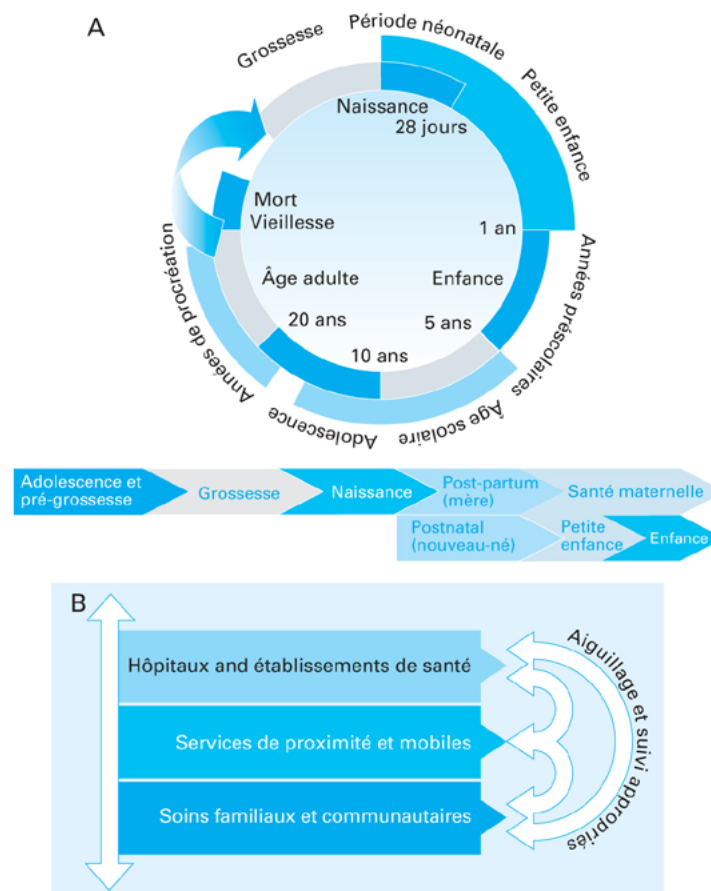 A
Grossesse
Période néonatale
Petite enfance
Naissance
28 jours
Mort
Vieillesse
1 an
Années préscolaires
Âge adulte
Enfance
20 ans
5 ans
10 ans
Années de procréation
Adolescence
Âge scolaire
Adolescence et
pré-grossesse
Grossesse
Naissance
Post-partum
(mère)
Santé maternelle
Postnatal
(nouveau-né)
Petite
enfance
Enfance
B
Hôpitaux and établissements de santé
Services de proximité et mobiles
Soins familiaux et communautaires
Aiguillage et suivi appropriés